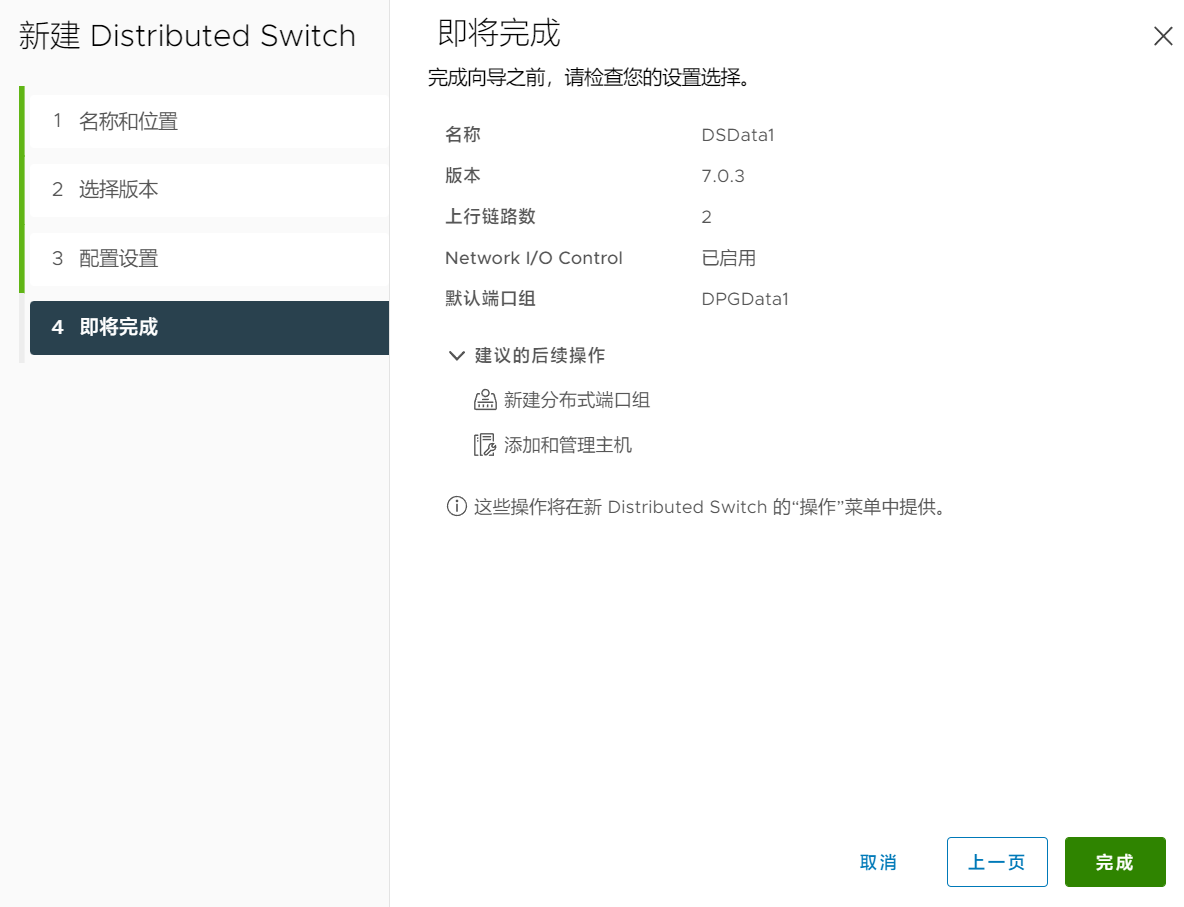 新建 Distributed Switch
1 名称和位置
2 选择版本
3 配置设置
4 即将完成
即将完成
完成向导之前，请检查您的设置选择。
名称 DSData1
版本 7.0.3
上行链路数 2
Network I/O Control 已启用
默认端口组 DPGData1
建议的后续操作
新建分布式端口组
添加和管理主机
这些操作将在新 Distributed Switch 的“操作”菜单中提供。
取消 上一页 完成